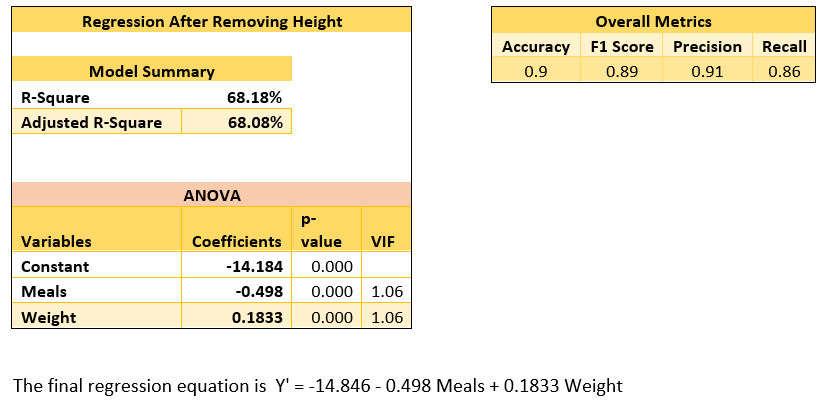 Regression After Removing Height
Model Summary
R-Square 68.18%
Adjusted R-Square 68.08%
ANOVA
Variables Coefficients p-value VIF
Constant -14.184 0.000
Meals -0.498 0.000 1.06
Weight 0.1833 0.000 1.06
Overall Metrics
Accuracy F1 Score Precision Recall
0.9 0.89 0.91 0.86
The final regression equation is Y' = -14.846 - 0.498 Meals + 0.1833 Weight